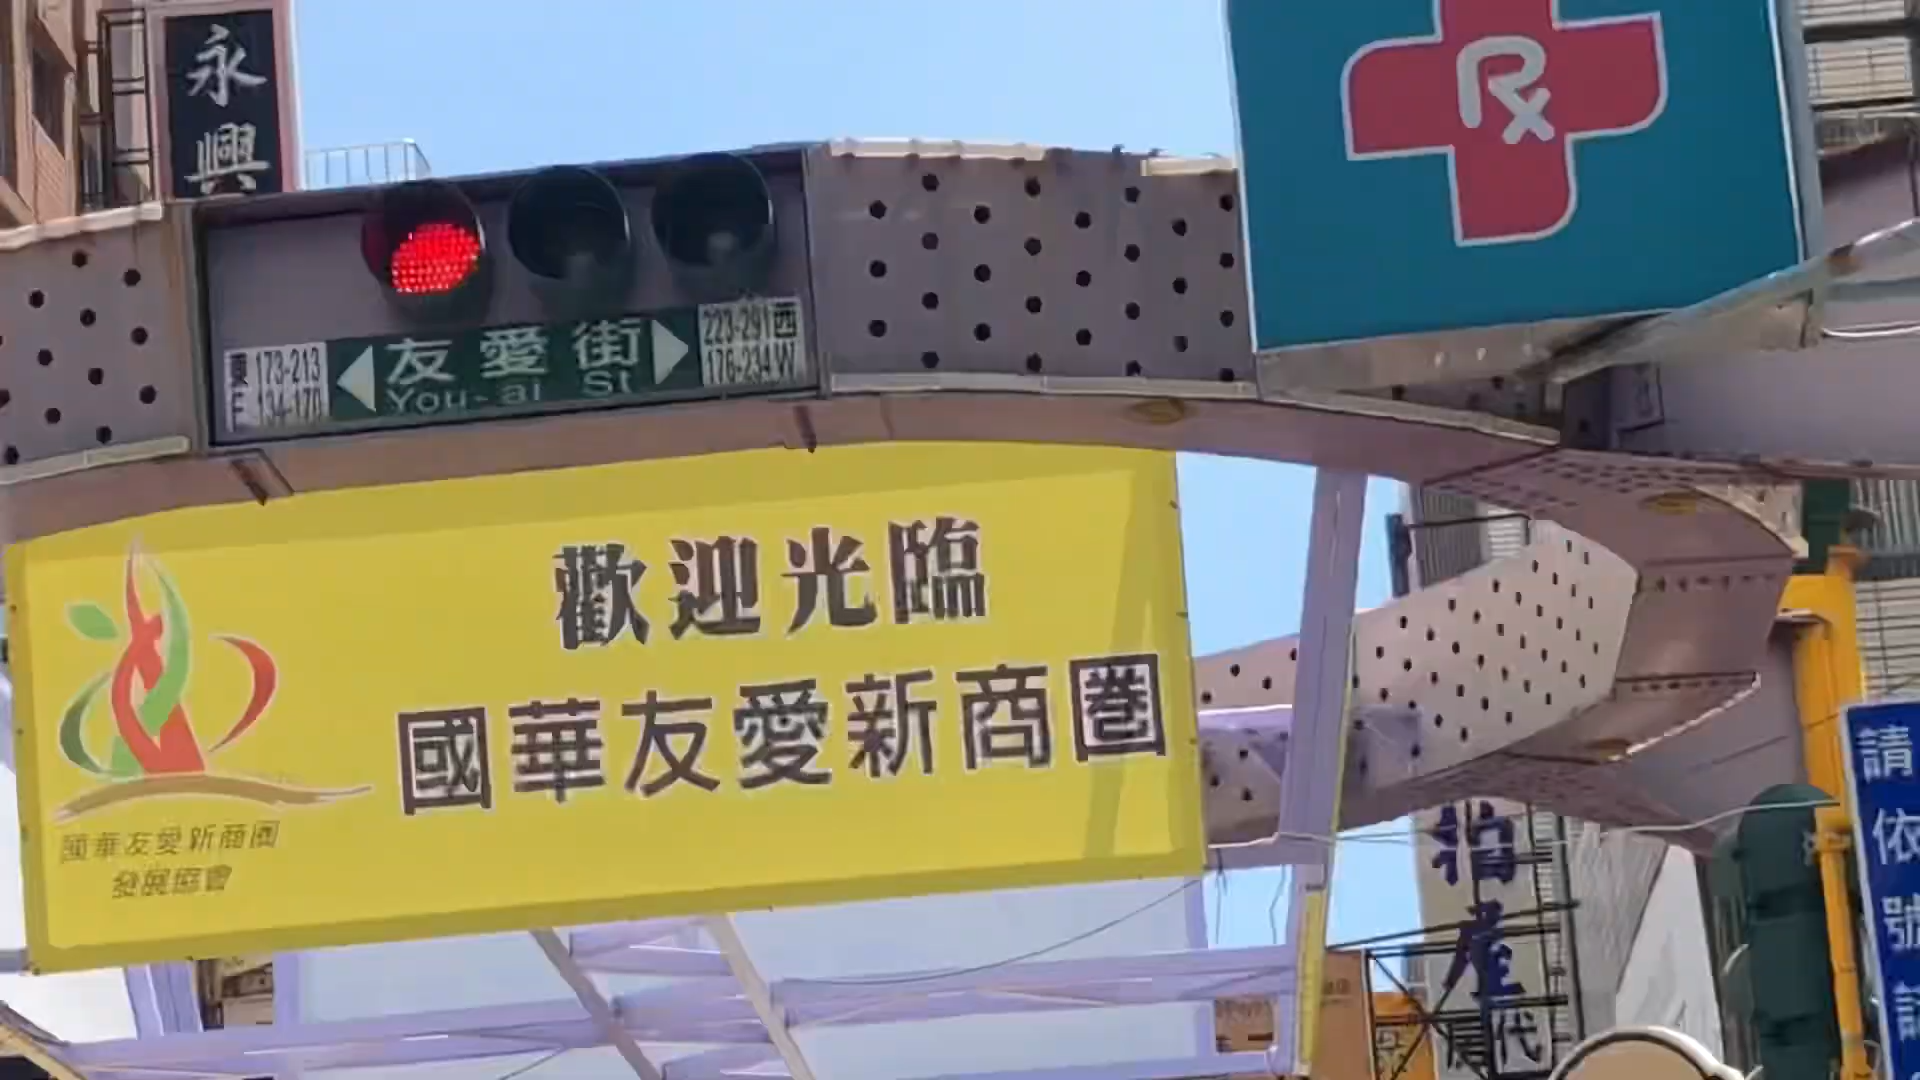 永興
Rx
友愛街
You-ai St
東 173-213
E 134-170
223-291 西
176-234 W
歡迎光臨
國華友愛新商圈
國華友愛新商圈
發展協會
請依號誌